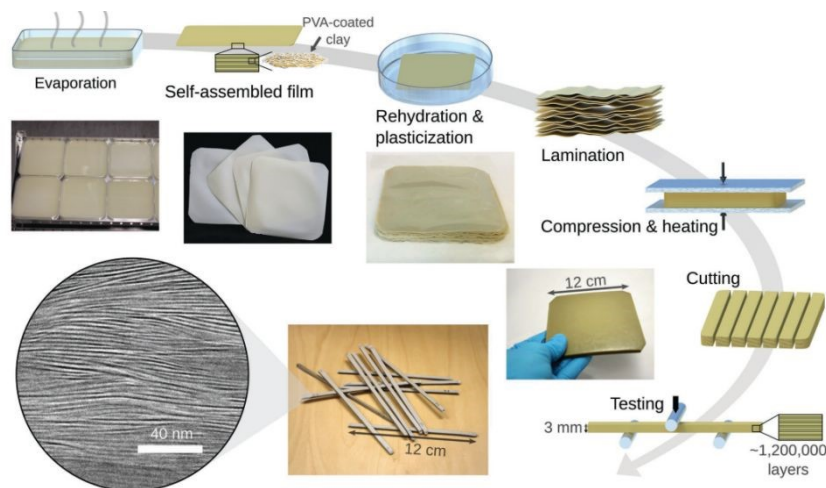 PVA-coated
clay
Evaporation
Self-assembled film
Rehydration &
plasticization
Lamination
Compression & heating
Cutting
12 cm
40 nm
12 cm
Testing
3 mm
~1,200,000
layers